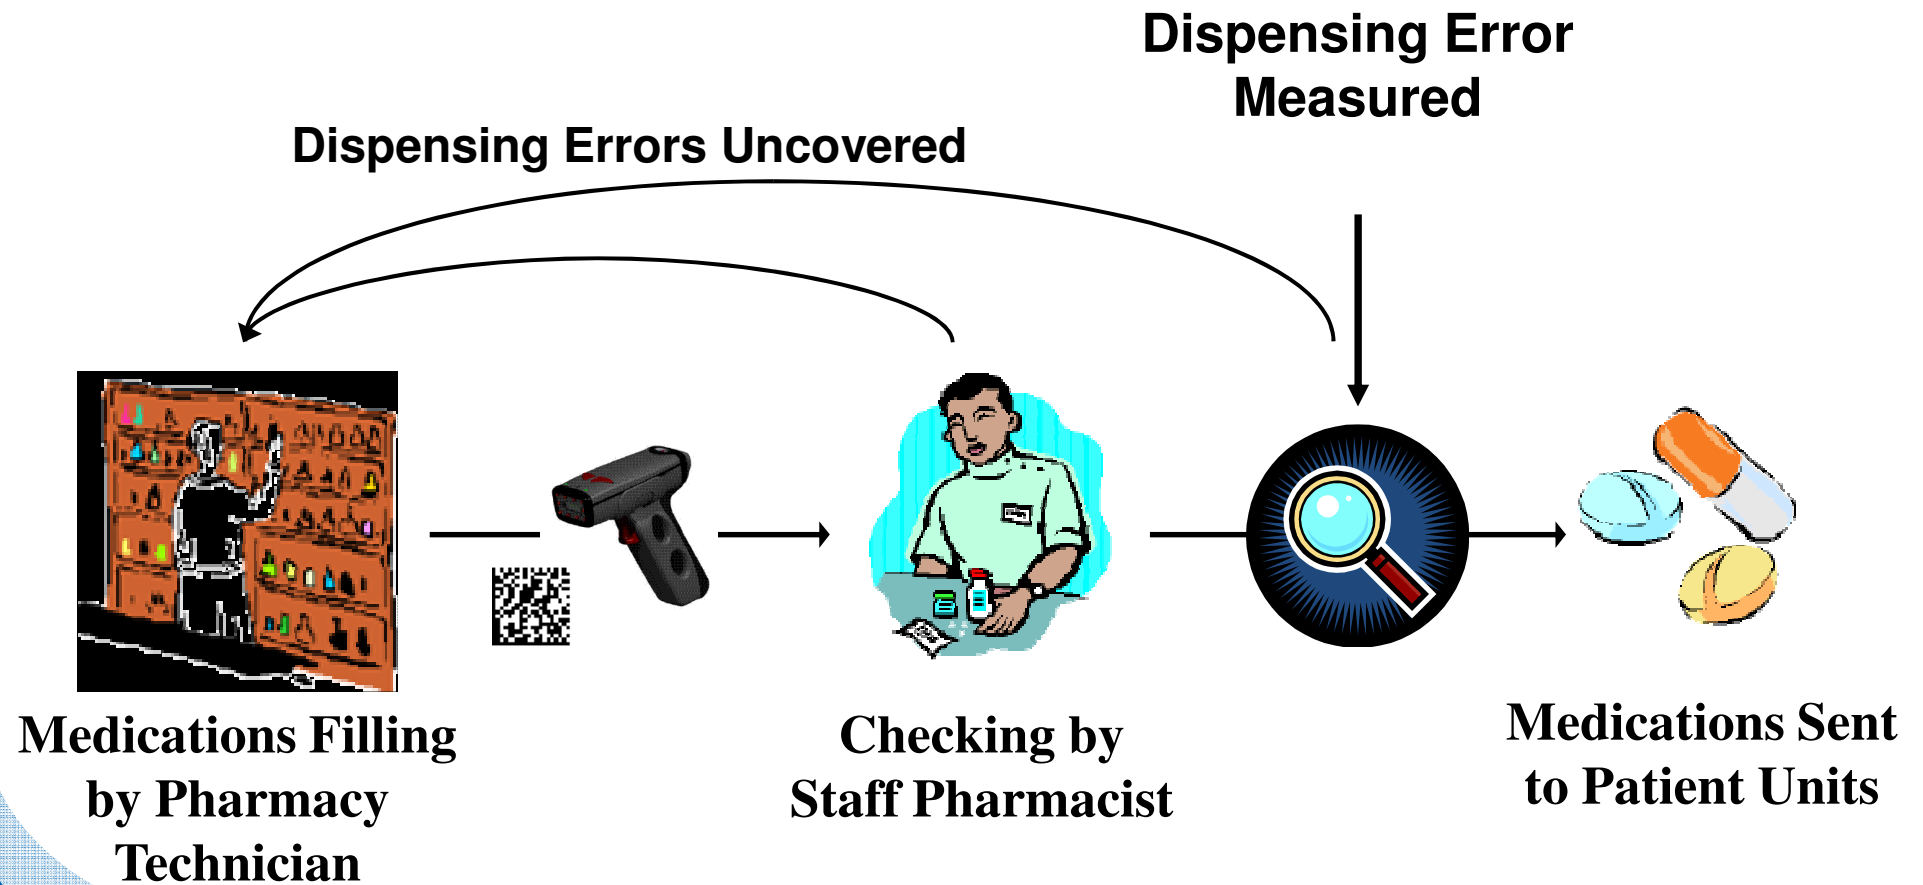 Dispensing Error
Measured
Dispensing Errors Uncovered
Medications Filling
by Pharmacy
Technician
Checking by
Staff Pharmacist
Medications Sent
to Patient Units